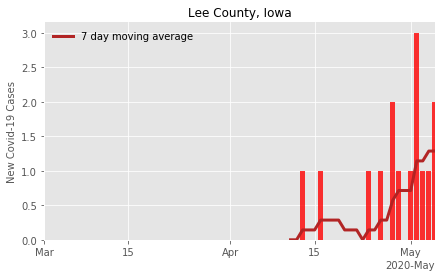 Lee County, Iowa
7 day moving average
New Covid-19 Cases
3.0
2.5
2.0
1.5
1.0
0.5
0.0
Mar
15
Apr
15
May
2020-May